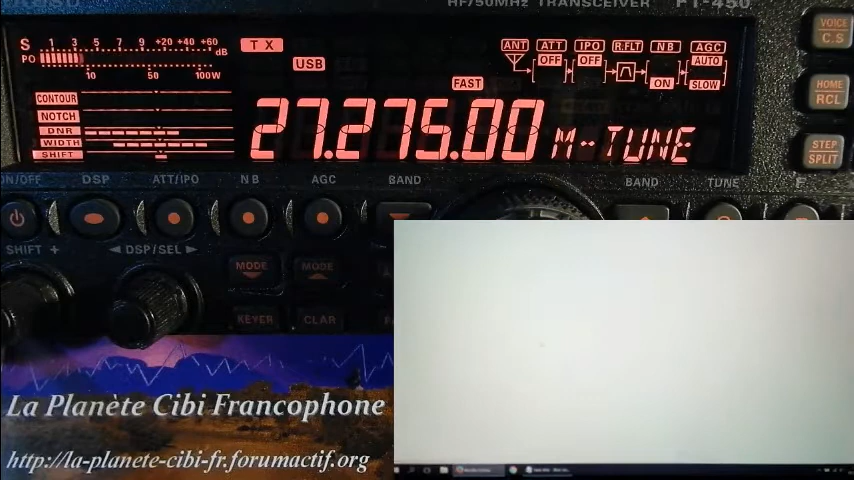 HF/50MHz TRANSCEIVER FT-450
S 1 3 5 7 9 +20 +40 +60 dB
TX
PO 10 50 100W
USB
ANT ATT IPO R.FLT NB AGC
OFF OFF AUTO
ON SLOW
FAST
VOICE
C.S
HOME
RCL
STEP
SPLIT
CONTOUR
NOTCH
DNR
WIDTH
SHIFT
27.275.00 M-TUNE
ON/OFF DSP ATT/IPO NB AGC BAND BAND TUNE F
SHIFT + ◄ DSP/SEL ►
MODE MODE
KEYER CLAR
La Planète Cibi Francophone
http://la-planete-cibi-fr.forumactif.org